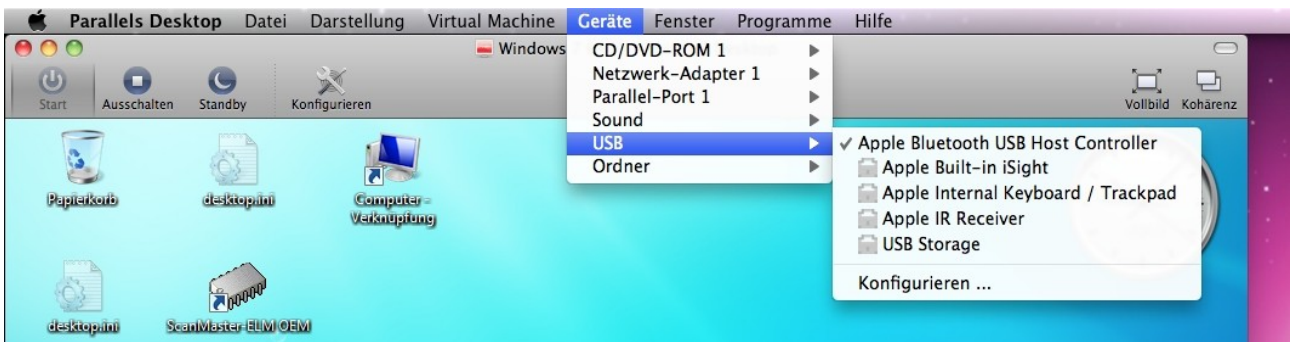 Parallels Desktop Datei Darstellung Virtual Machine Geräte Fenster Programme Hilfe
Windows
Start Ausschalten Standby Konfigurieren
Vollbild Kohärenz
CD/DVD-ROM 1
Netzwerk-Adapter 1
Parallel-Port 1
Sound
USB
Ordner
✓ Apple Bluetooth USB Host Controller
Apple Built-in iSight
Apple Internal Keyboard / Trackpad
Apple IR Receiver
USB Storage
Konfigurieren ...
Papierkorb
desktop.ini
Computer -
Verknüpfung
desktop.ini
ScanMaster-ELM OEM